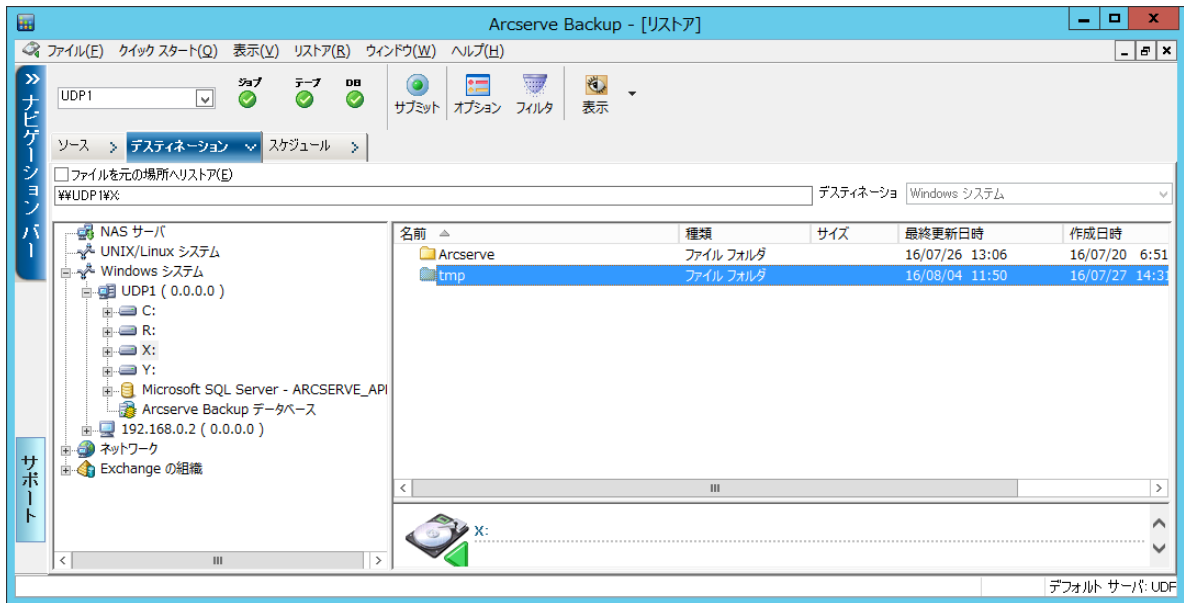 Arcserve Backup - [リストア]
ファイル(F) クイック スタート(Q) 表示(V) リストア(R) ウィンドウ(W) ヘルプ(H)
ナビゲーション バー
サポート
UDP1
ジョブ テープ DB
サブミット オプション フィルタ 表示
ソース デスティネーション スケジュール
ファイルを元の場所へリストア(E)
¥¥UDP1¥X:
デスティネーショ Windows システム
NAS サーバ
UNIX/Linux システム
Windows システム
UDP1 ( 0.0.0.0 )
C:
R:
X:
Y:
Microsoft SQL Server - ARCSERVE_API
Arcserve Backup データベース
192.168.0.2 ( 0.0.0.0 )
ネットワーク
Exchange の組織
名前 種類 サイズ 最終更新日時 作成日時
Arcserve ファイル フォルダ 16/07/26 13:06 16/07/20 6:51
tmp ファイル フォルダ 16/08/04 11:50 16/07/27 14:31
X:
デフォルト サーバ: UDF